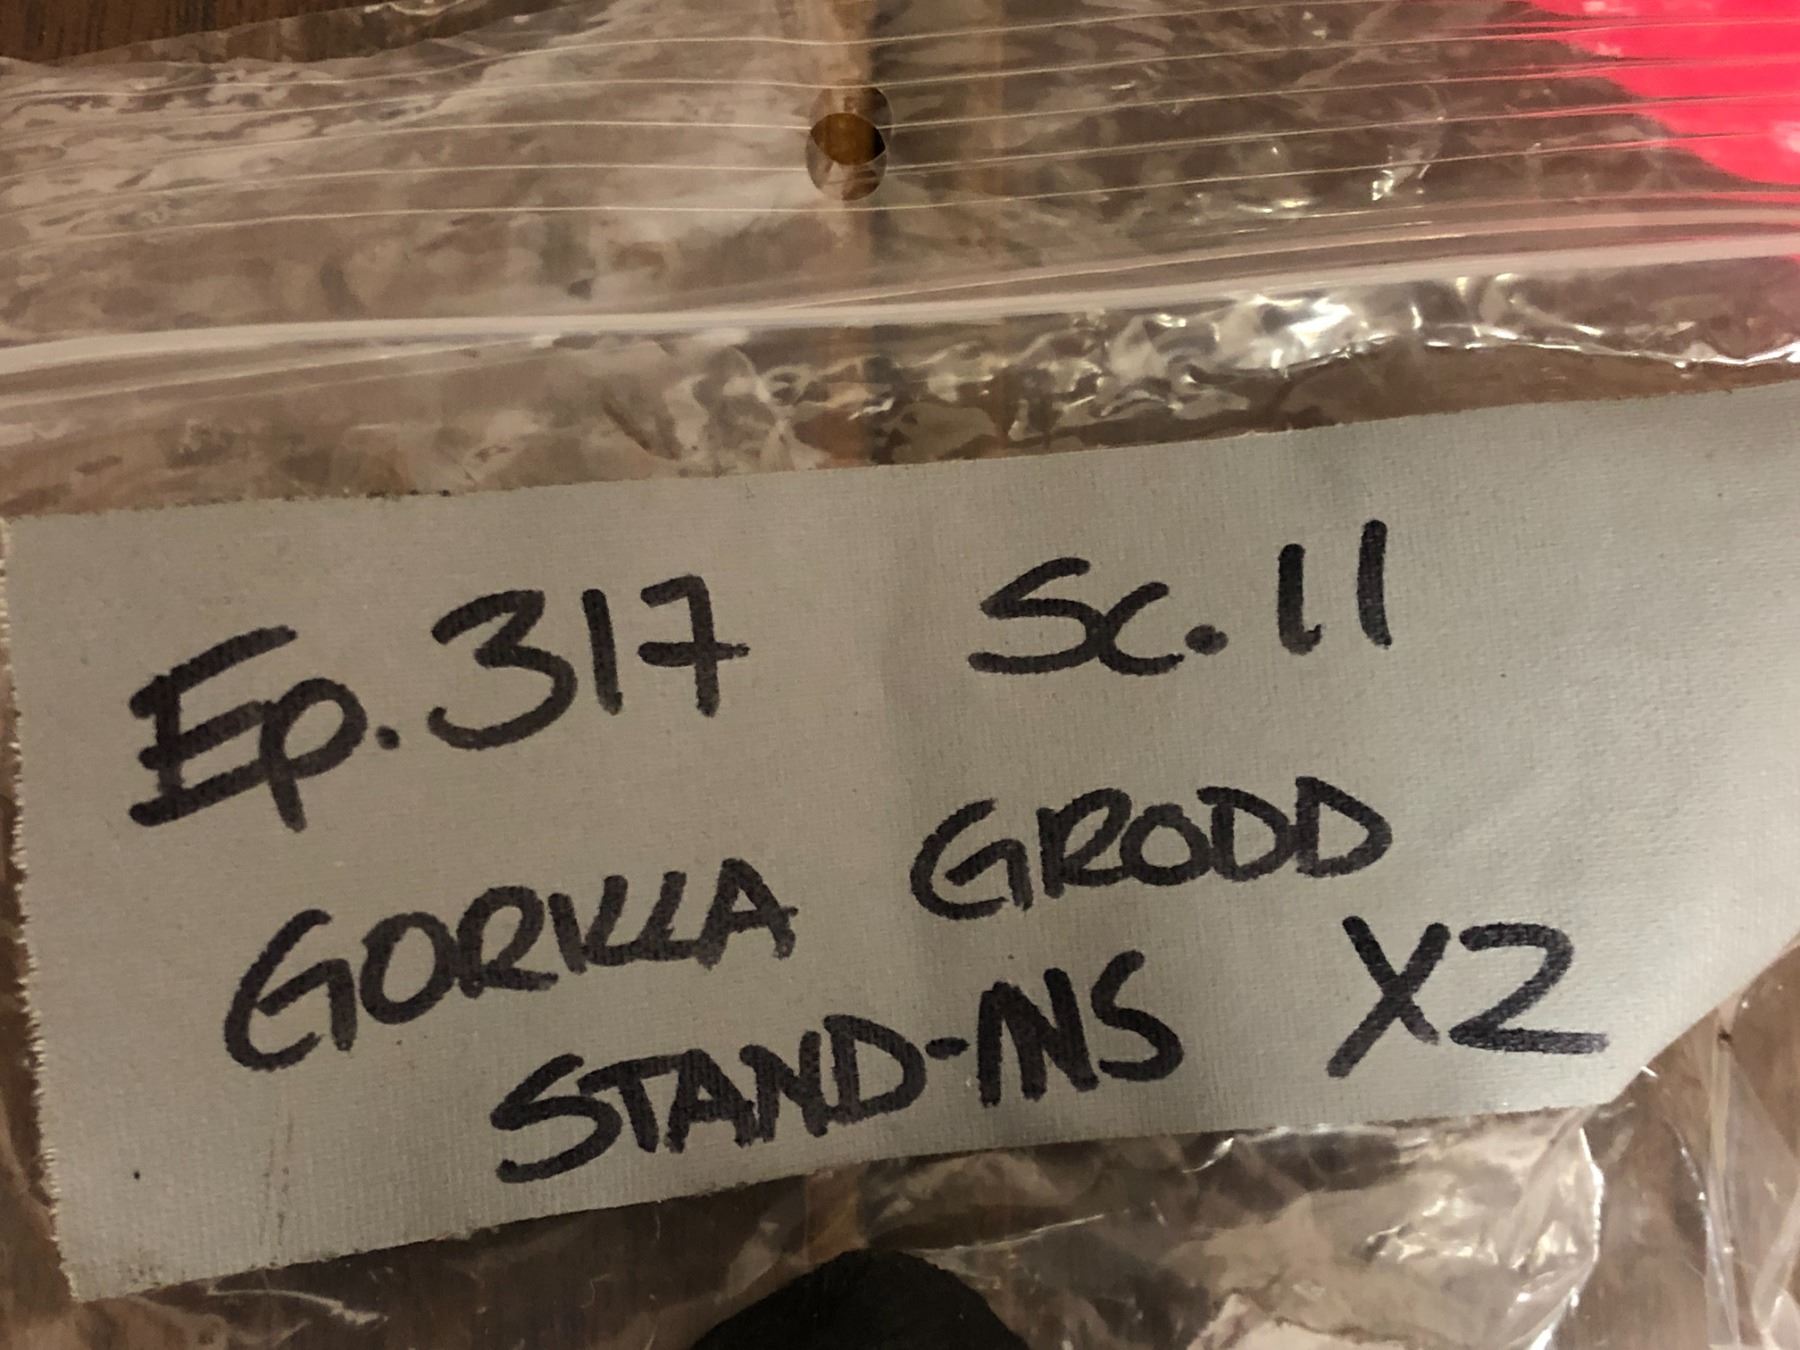 Ep. 317 Sc. 11
GORILLA GRODD
STAND-INS X2